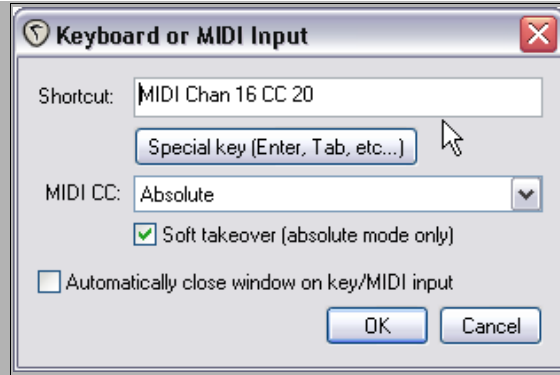 Keyboard or MIDI Input
Shortcut: MIDI Chan 16 CC 20
Special key (Enter, Tab, etc...)
MIDI CC: Absolute
Soft takeover (absolute mode only)
Automatically close window on key/MIDI input
OK Cancel